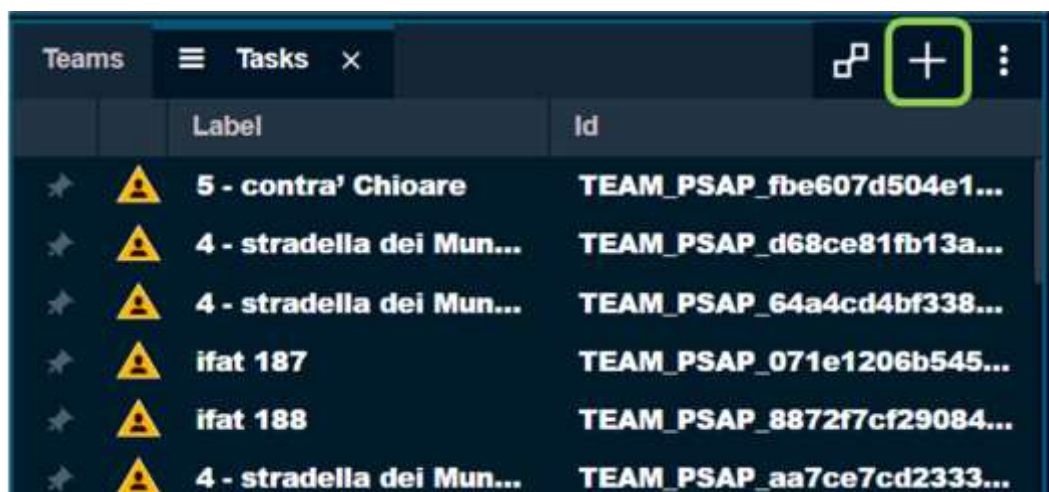 Teams Tasks
Label Id
5 - contra' Chioare TEAM_PSAP_fbe607d504e1...
4 - stradella dei Mun... TEAM_PSAP_d68ce81fb13a...
4 - stradella dei Mun... TEAM_PSAP_64a4cd4bf338...
ifat 187 TEAM_PSAP_071e1206b545...
ifat 188 TEAM_PSAP_8872f7cf29084...
4 - stradella dei Mun... TEAM_PSAP_aa7ce7cd2333...